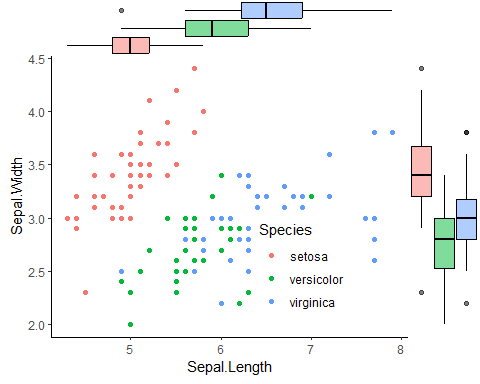 4.5
4.0
3.5
3.0
2.5
2.0
Sepal.Width
Species
setosa
versicolor
virginica
5 6 7 8
Sepal.Length